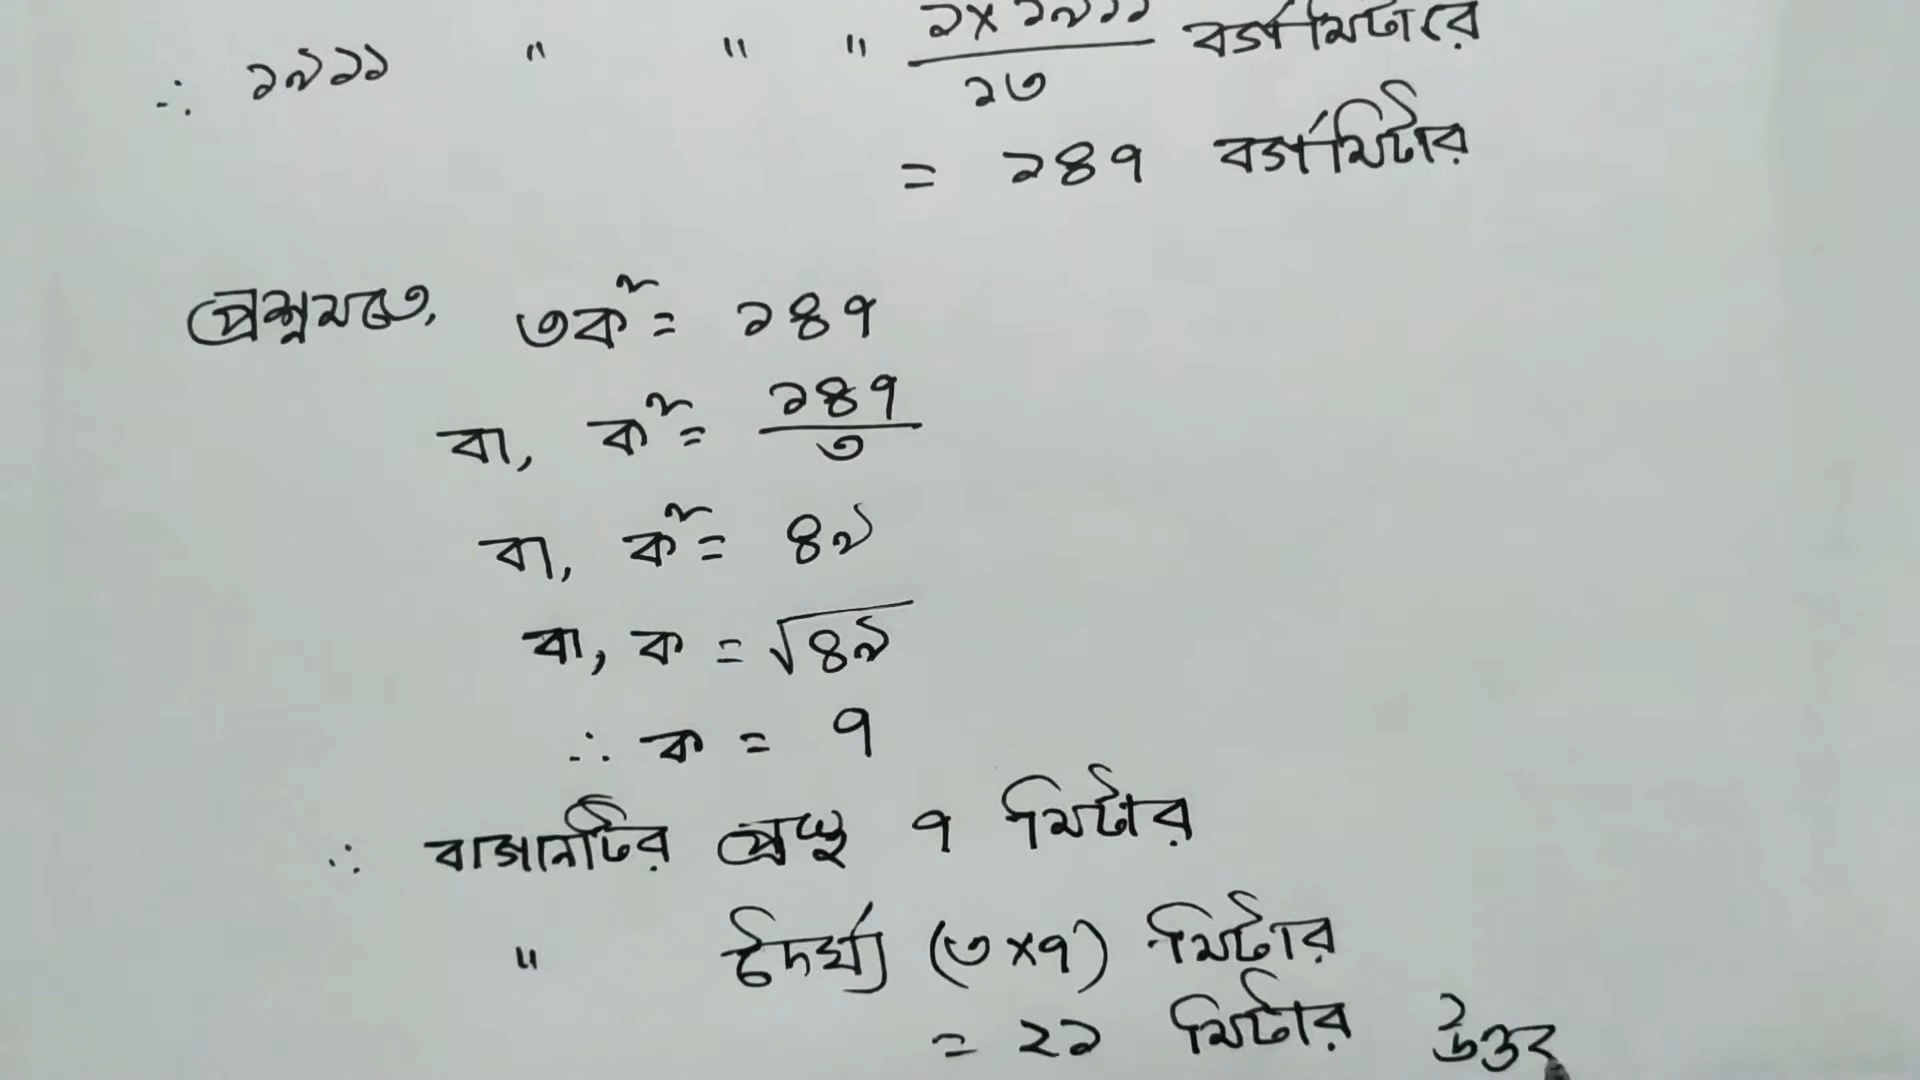 ∴ ১৯১১ " " " ১×১৯১১/১৩ বর্গমিটারে
= ১৪৭ বর্গমিটার
প্রশ্নমতে, ৩ক² = ১৪৭
বা, ক² = ১৪৭/৩
বা, ক² = ৪৯
বা, ক = √৪৯
∴ ক = ৭
∴ বাগানটির প্রস্থ ৭ মিটার
" দৈর্ঘ্য (৩×৭) মিটার
= ২১ মিটার উত্তর